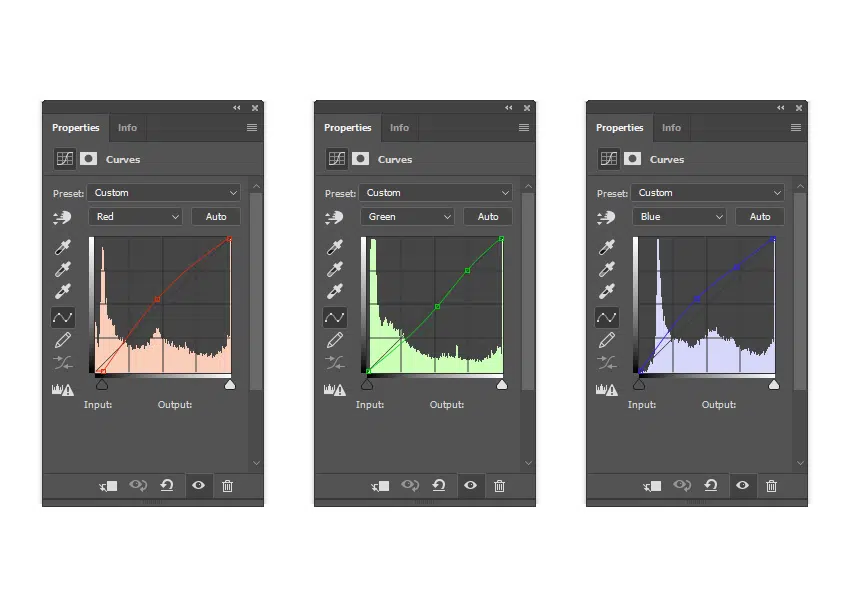 Properties Info
Curves
Preset: Custom
Red Auto
Input: Output:
Properties Info
Curves
Preset: Custom
Green Auto
Input: Output:
Properties Info
Curves
Preset: Custom
Blue Auto
Input: Output: